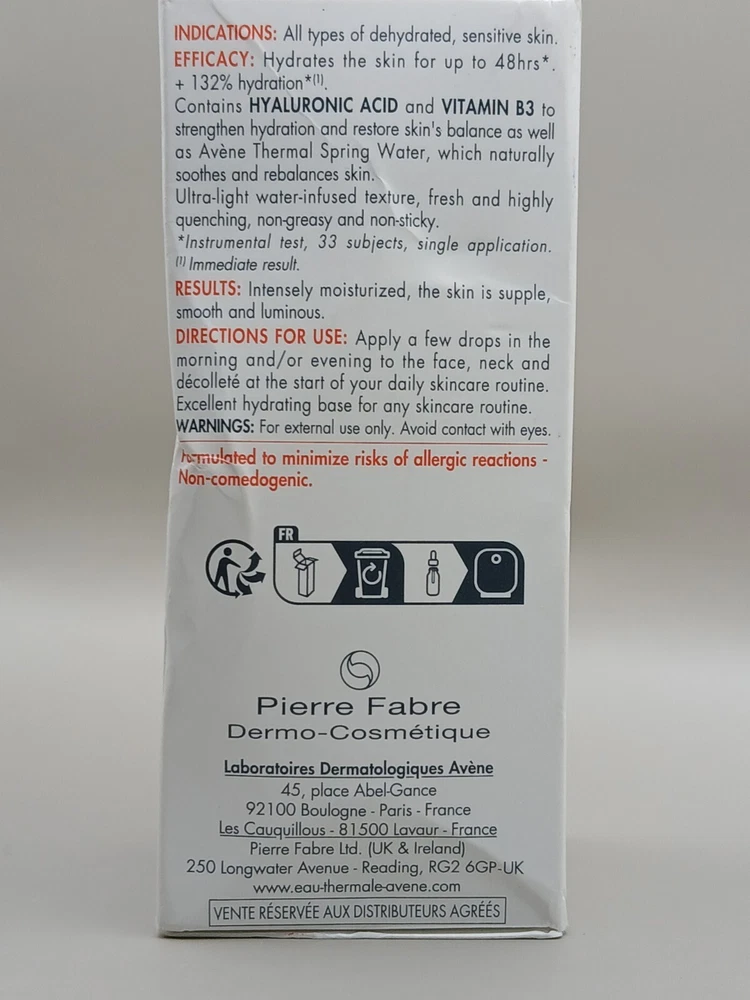 INDICATIONS: All types of dehydrated, sensitive skin.
EFFICACY: Hydrates the skin for up to 48hrs*.
+ 132% hydration*⁽¹⁾.
Contains HYALURONIC ACID and VITAMIN B3 to
strengthen hydration and restore skin's balance as well
as Avène Thermal Spring Water, which naturally
soothes and rebalances skin.
Ultra-light water-infused texture, fresh and highly
quenching, non-greasy and non-sticky.
*Instrumental test, 33 subjects, single application.
⁽¹⁾ Immediate result.
RESULTS: Intensely moisturized, the skin is supple,
smooth and luminous.
DIRECTIONS FOR USE: Apply a few drops in the
morning and/or evening to the face, neck and
décolleté at the start of your daily skincare routine.
Excellent hydrating base for any skincare routine.
WARNINGS: For external use only. Avoid contact with eyes.
Formulated to minimize risks of allergic reactions -
Non-comedogenic.
FR
Pierre Fabre
Dermo-Cosmétique
Laboratoires Dermatologiques Avène
45, place Abel-Gance
92100 Boulogne - Paris - France
Les Cauquillous - 81500 Lavaur - France
Pierre Fabre Ltd. (UK & Ireland)
250 Longwater Avenue - Reading, RG2 6GP-UK
www.eau-thermale-avene.com
VENTE RÉSERVÉE AUX DISTRIBUTEURS AGRÉÉS